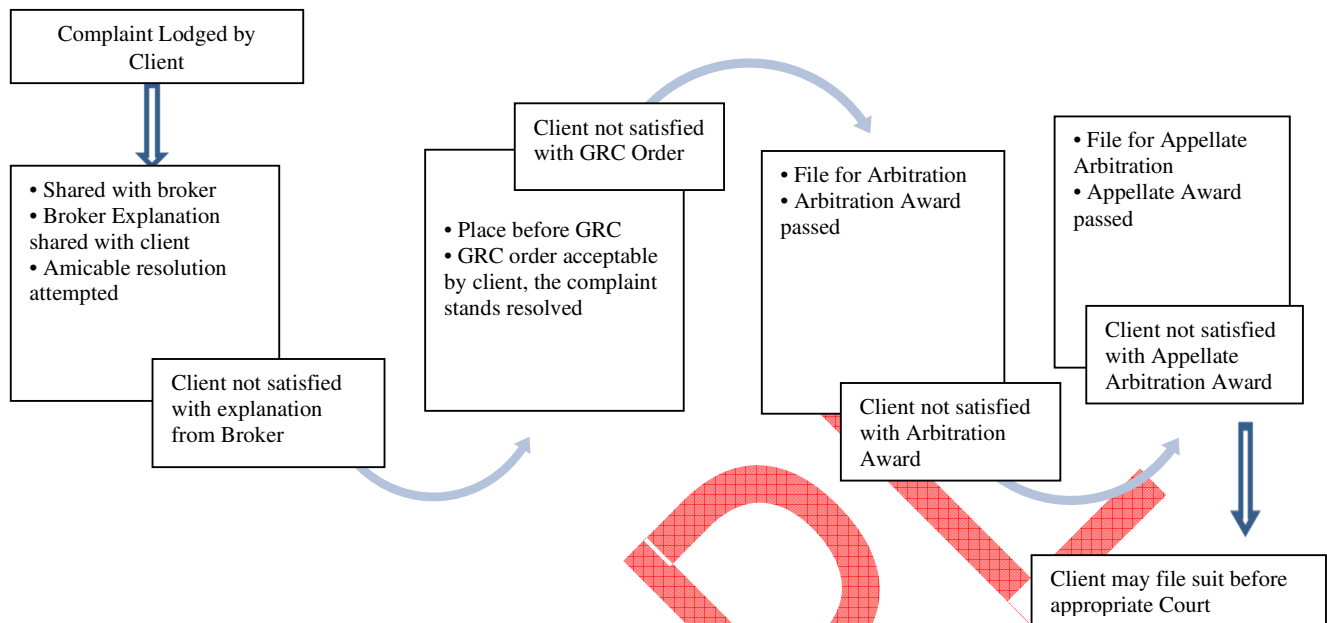 Complaint Lodged by
Client
• Shared with broker
• Broker Explanation
shared with client
• Amicable resolution
attempted
Client not satisfied
with explanation
from Broker
Client not satisfied
with GRC Order
• Place before GRC
• GRC order acceptable
by client, the complaint
stands resolved
• File for Arbitration
• Arbitration Award
passed
Client not satisfied
with Arbitration
Award
• File for Appellate
Arbitration
• Appellate Award
passed
Client not satisfied
with Appellate
Arbitration Award
Client may file suit before
appropriate Court